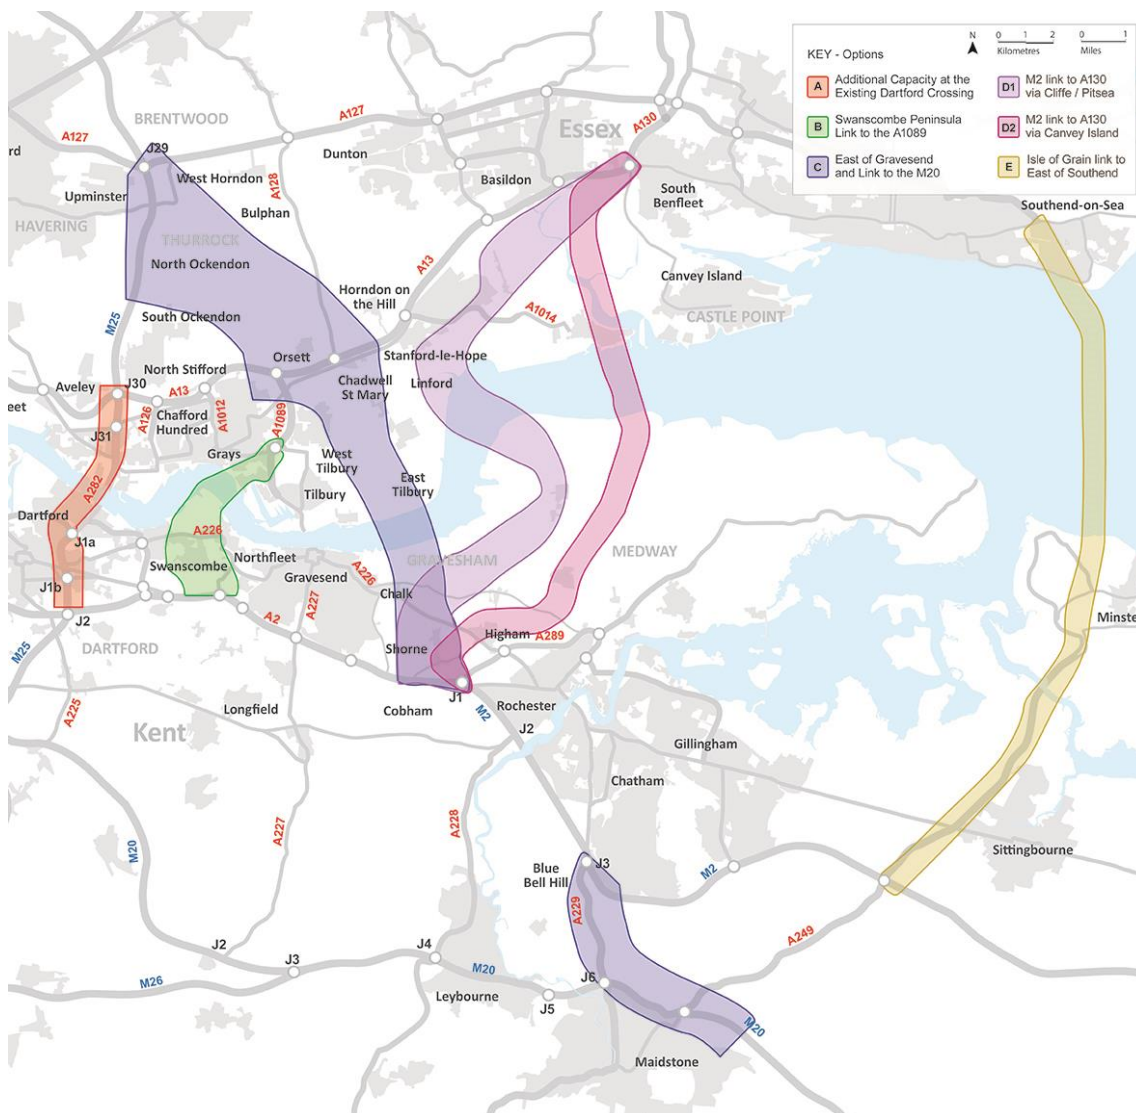 KEY - Options
N
0 1 2
Kilometres
0 1
Miles
A
Additional Capacity at the
Existing Dartford Crossing
B
Swanscombe Peninsula
Link to the A1089
C
East of Gravesend
and Link to the M20
D1
M2 link to A130
via Cliffe / Pitsea
D2
M2 link to A130
via Canvey Island
E
Isle of Grain link to
East of Southend
BRENTWOOD
A127
A127
A130
Essex
rd
J29
Dunton
Upminster
West Horndon
A128
Basildon
South
Benfleet
Southend-on-Sea
HAVERING
Bulphan
THURROCK
North Ockendon
A13
Canvey Island
Horndon on
the Hill
CASTLE POINT
M25
South Ockendon
A1014
Stanford-le-Hope
Orsett
North Stifford
Linford
Aveley
J30
A13
Chadwell
St Mary
eet
A126
Chafford
Hundred
A1012
A1089
J31
Grays
West
Tilbury
A282
Tilbury
East
Tilbury
Dartford
A226
J1a
Northfleet
GRAVESHAM
MEDWAY
J1b
Swanscombe
Gravesend
A226
A227
Chalk
J2
A2
Minste
Higham
A289
M25
DARTFORD
Shorne
J1
A225
Longfield
Cobham
M2
Rochester
Kent
J2
Gillingham
Chatham
A228
A227
M20
Sittingbourne
J3
Blue
Bell Hill
M2
A229
A249
J2
J3
J4
M20
J6
M26
Leybourne
J5
M20
Maidstone